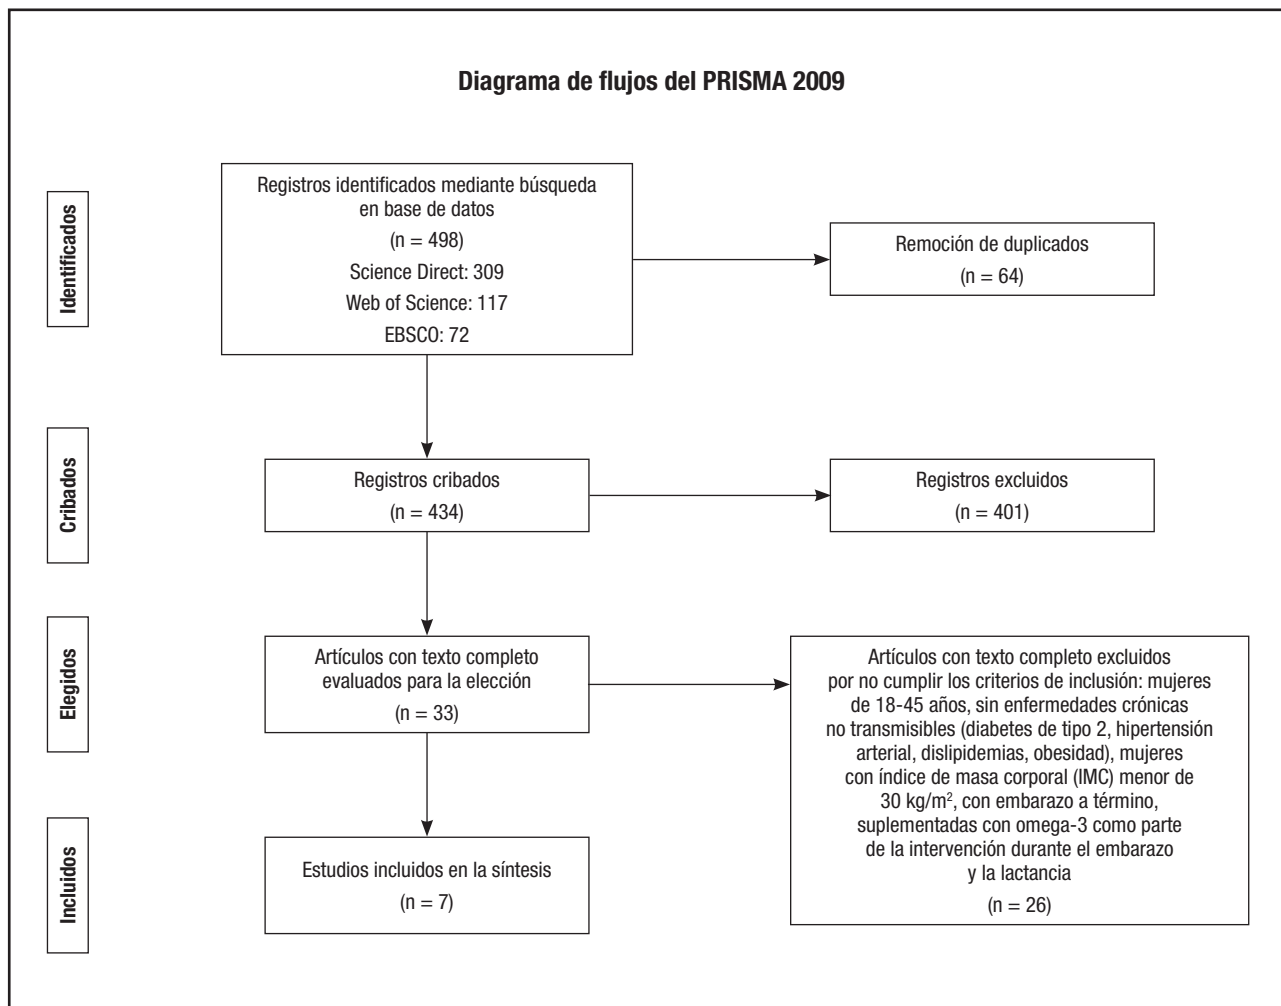 Diagrama de flujos del PRISMA 2009
Identificados
Registros identificados mediante búsqueda
en base de datos
(n = 498)
Science Direct: 309
Web of Science: 117
EBSCO: 72
Remoción de duplicados
(n = 64)
Cribados
Registros cribados
(n = 434)
Registros excluidos
(n = 401)
Elegidos
Artículos con texto completo
evaluados para la elección
(n = 33)
Artículos con texto completo excluidos
por no cumplir los criterios de inclusión: mujeres
de 18-45 años, sin enfermedades crónicas
no transmisibles (diabetes de tipo 2, hipertensión
arterial, dislipidemias, obesidad), mujeres
con índice de masa corporal (IMC) menor de
30 kg/m², con embarazo a término,
suplementadas con omega-3 como parte
de la intervención durante el embarazo
y la lactancia
(n = 26)
Incluidos
Estudios incluidos en la síntesis
(n = 7)